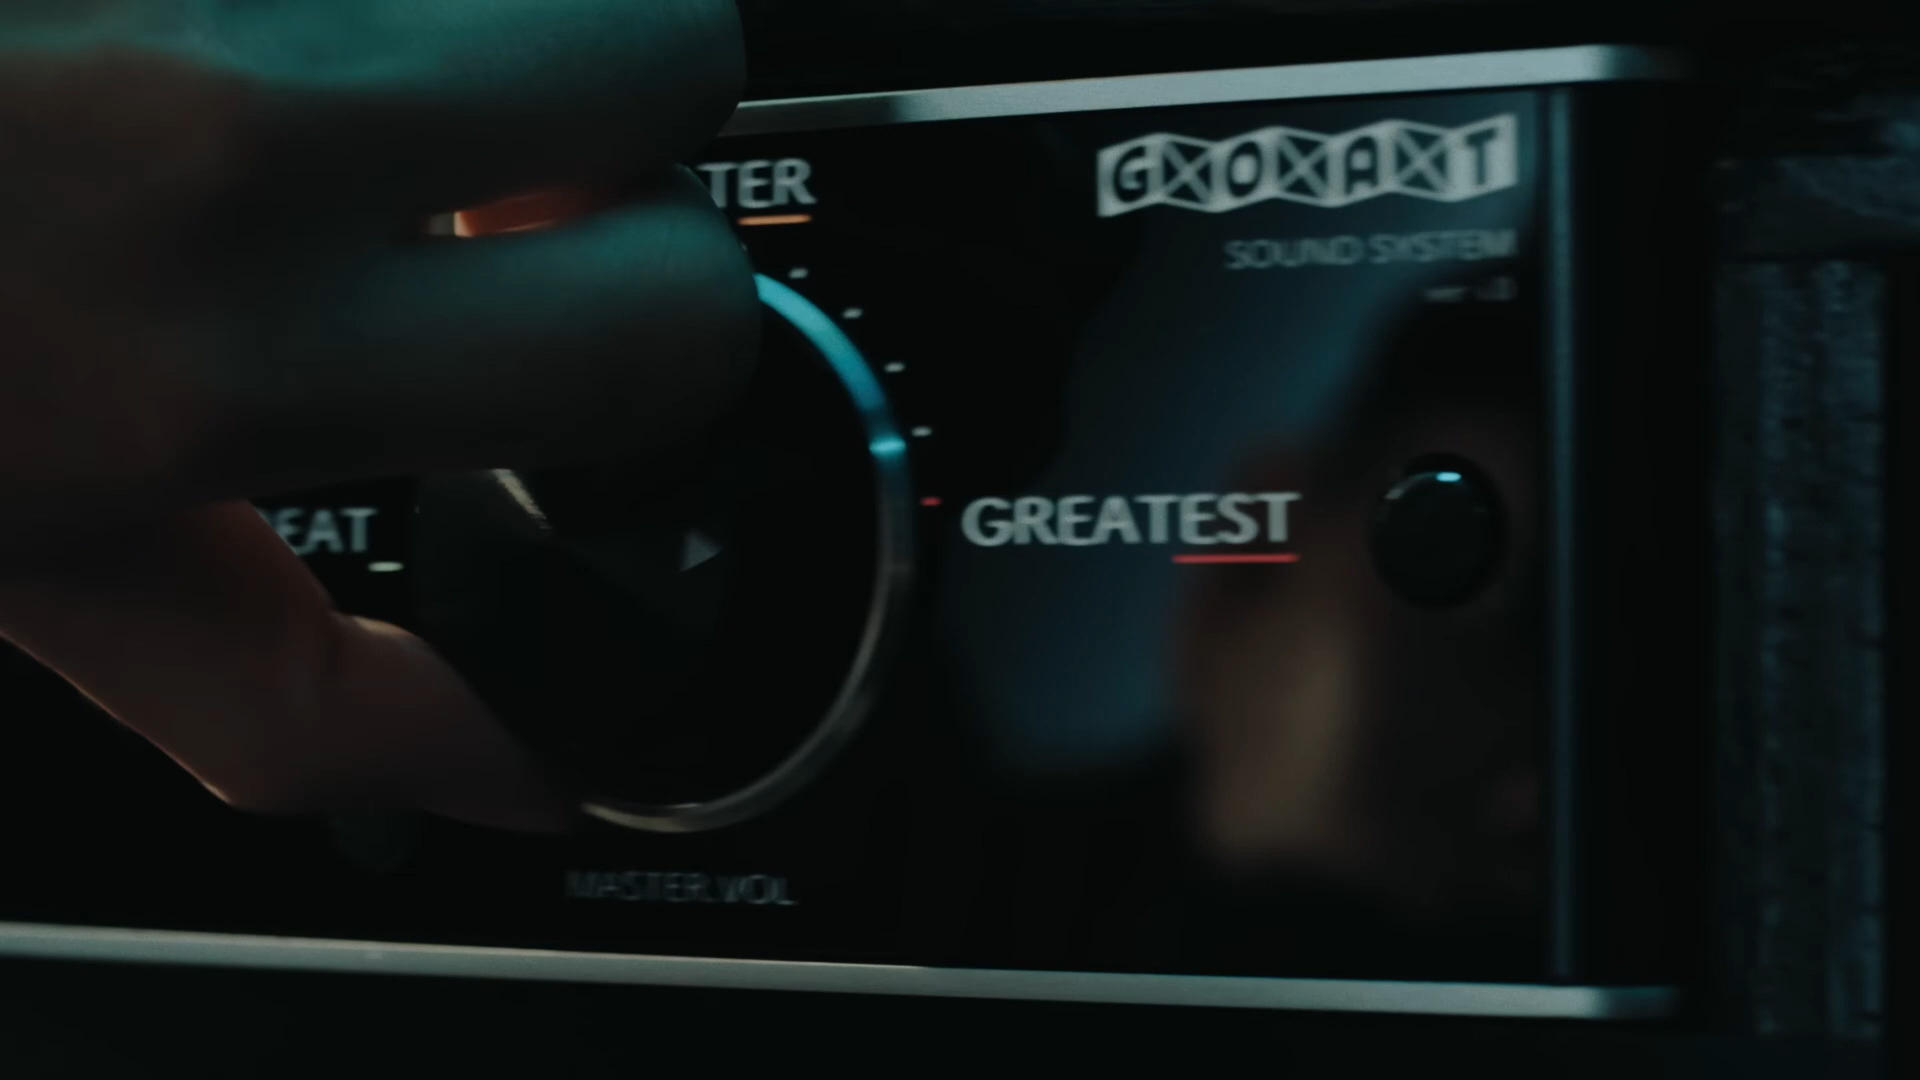 TER
GXOXAXT
SOUND SYSTEM
EAT
GREATEST
MASTER.VOL